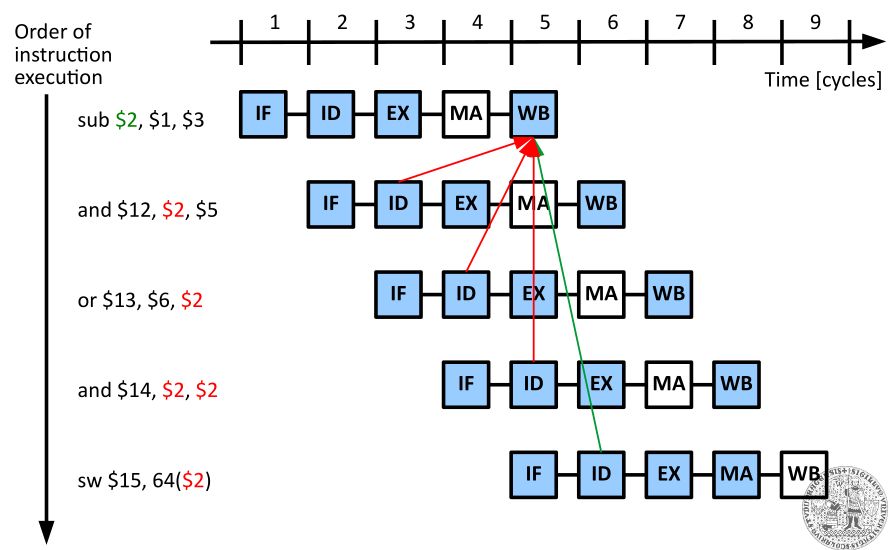 Order of
instruction
execution
1 2 3 4 5 6 7 8 9
Time [cycles]
sub $2, $1, $3
IF ID EX MA WB
and $12, $2, $5
IF ID EX MA WB
or $13, $6, $2
IF ID EX MA WB
and $14, $2, $2
IF ID EX MA WB
sw $15, 64($2)
IF ID EX MA WB